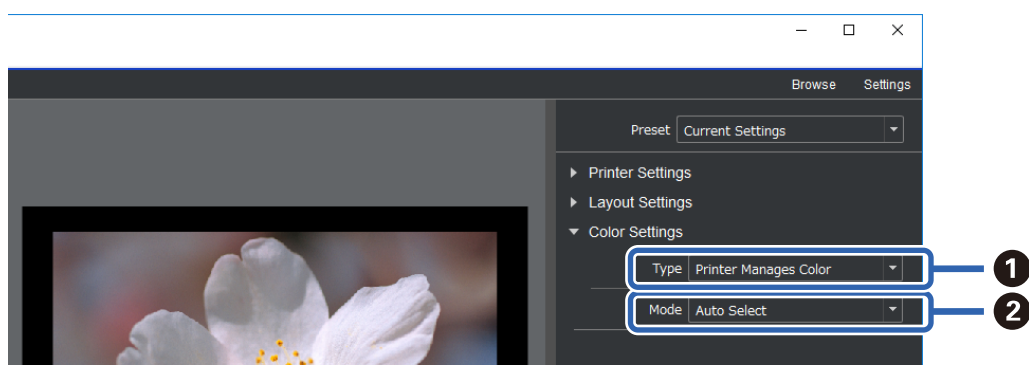 Browse Settings
Preset Current Settings
Printer Settings
Layout Settings
Color Settings
Type Printer Manages Color 1
Mode Auto Select 2